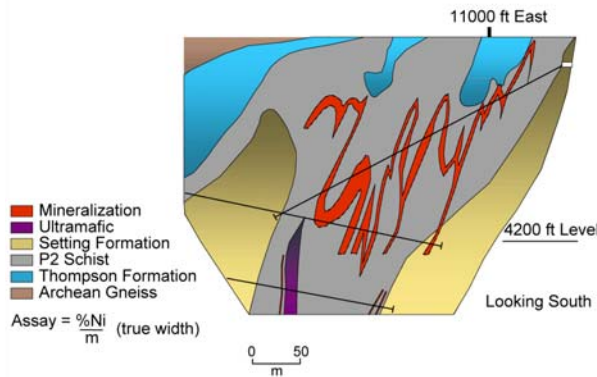 11000 ft East
Mineralization
Ultramafic
Setting Formation
P2 Schist
Thompson Formation
Archean Gneiss
Assay = %Ni/m (true width)
4200 ft Level
Looking South
0 50
m